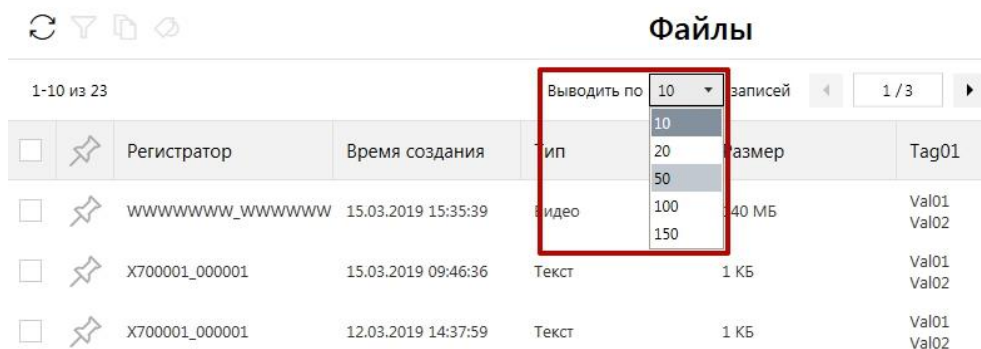 Файлы
1-10 из 23 Выводить по 10 записей 1 / 3
10
20
50
100
150
Регистратор Время создания Тип Размер Tag01
WWWWWWW_WWWWWW 15.03.2019 15:35:39 Видео 140 МБ Val01
Val02
X700001_000001 15.03.2019 09:46:36 Текст 1 КБ Val01
Val02
X700001_000001 12.03.2019 14:37:59 Текст 1 КБ Val01
Val02